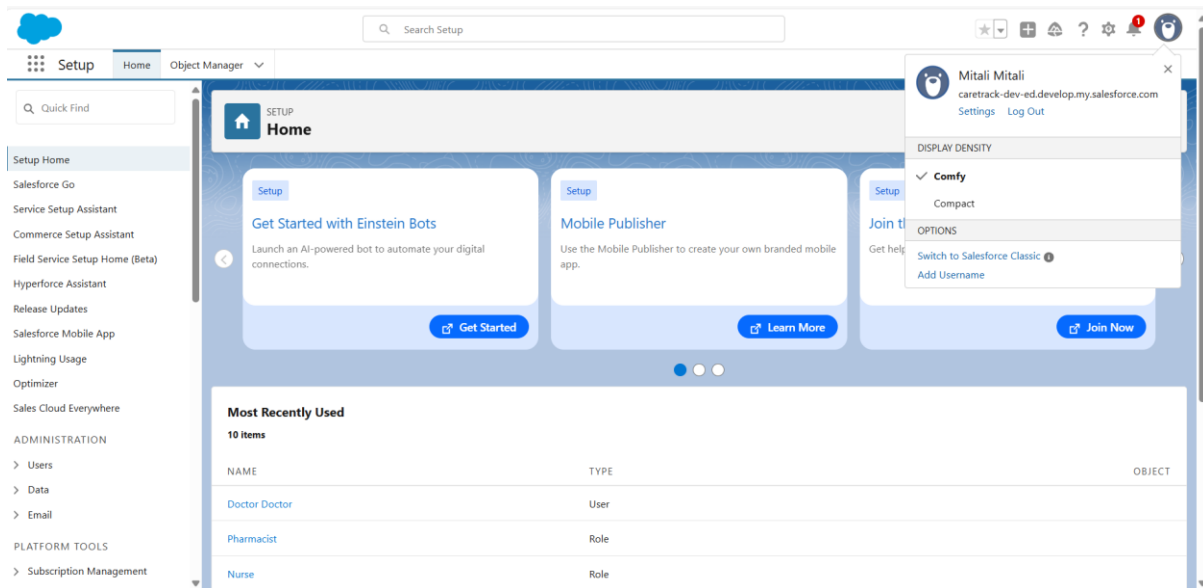 Search Setup
1
Setup
Home
Object Manager
Quick Find
Setup Home
Salesforce Go
Service Setup Assistant
Commerce Setup Assistant
Field Service Setup Home (Beta)
Hyperforce Assistant
Release Updates
Salesforce Mobile App
Lightning Usage
Optimizer
Sales Cloud Everywhere
ADMINISTRATION
Users
Data
Email
PLATFORM TOOLS
Subscription Management
SETUP
Home
Setup
Get Started with Einstein Bots
Launch an AI-powered bot to automate your digital
connections.
Get Started
Setup
Mobile Publisher
Use the Mobile Publisher to create your own branded mobile
app.
Learn More
Setup
Join
Get help
Join Now
Mitali Mitali
caretrack-dev-ed.develop.my.salesforce.com
Settings Log Out
DISPLAY DENSITY
Comfy
Compact
OPTIONS
Switch to Salesforce Classic
Add Username
Most Recently Used
10 items
NAME TYPE OBJECT
Doctor Doctor User
Pharmacist Role
Nurse Role